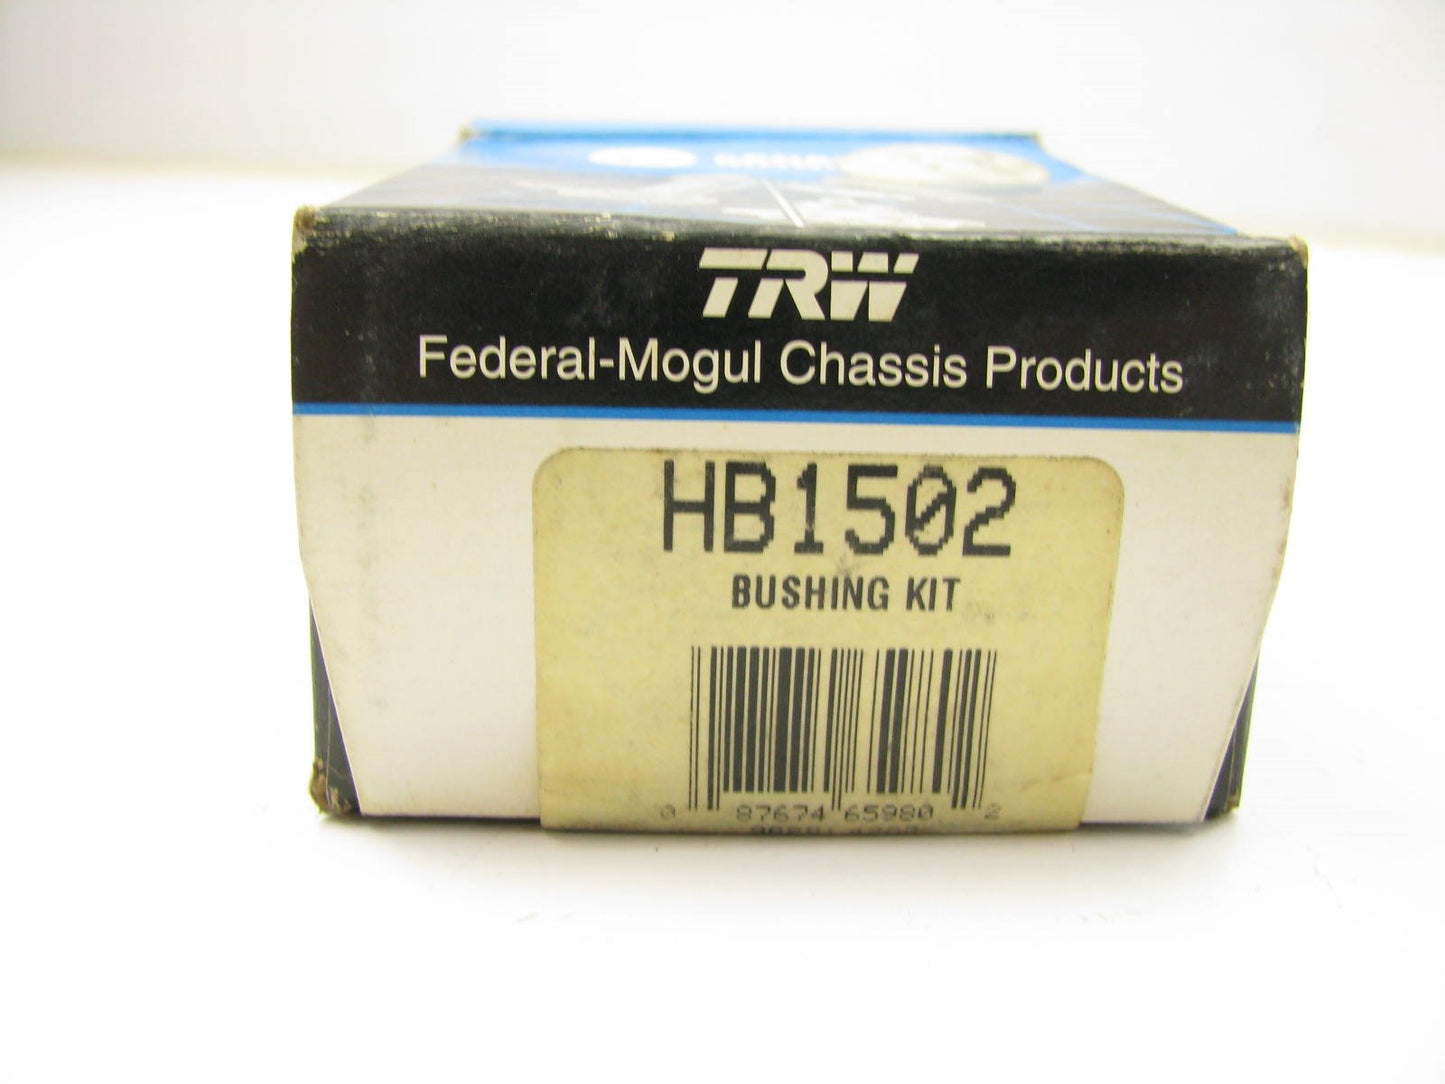 TRW
Federal-Mogul Chassis Products
HB1502
BUSHING KIT
0 87674 65980 2